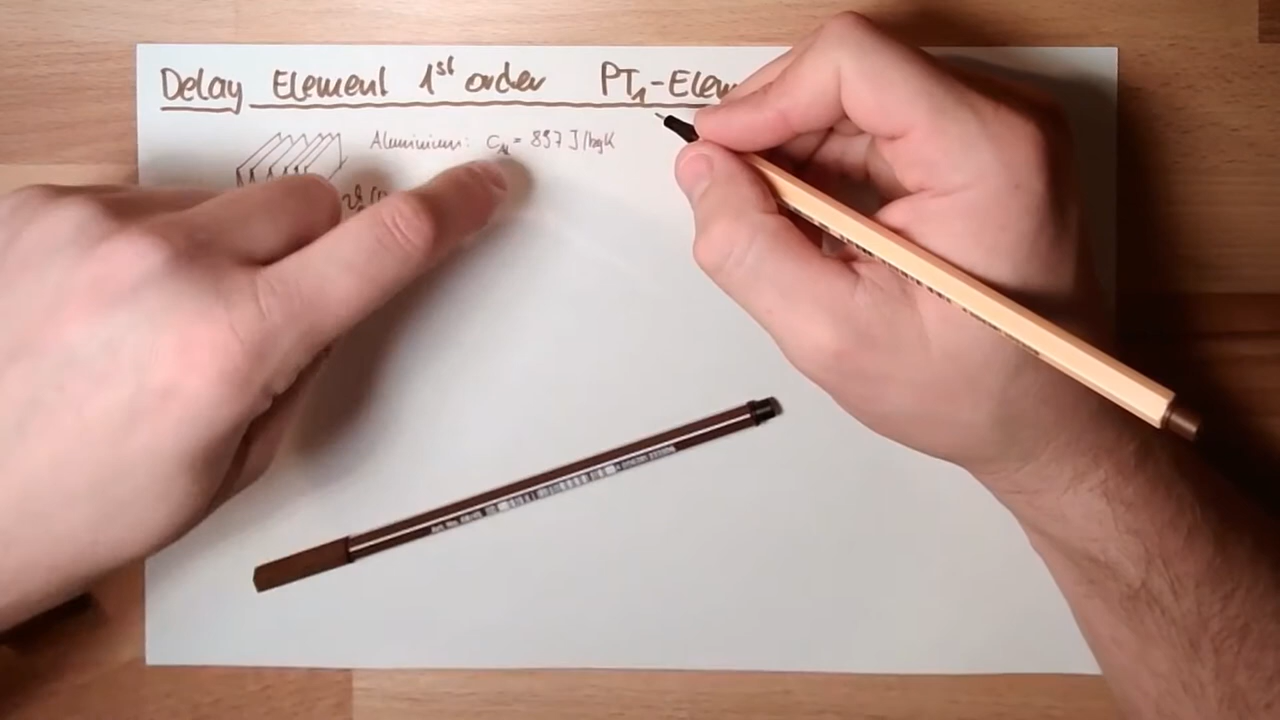 Delay Element 1st order PT1-Elem
Aluminium: CAL = 897 J/kgK